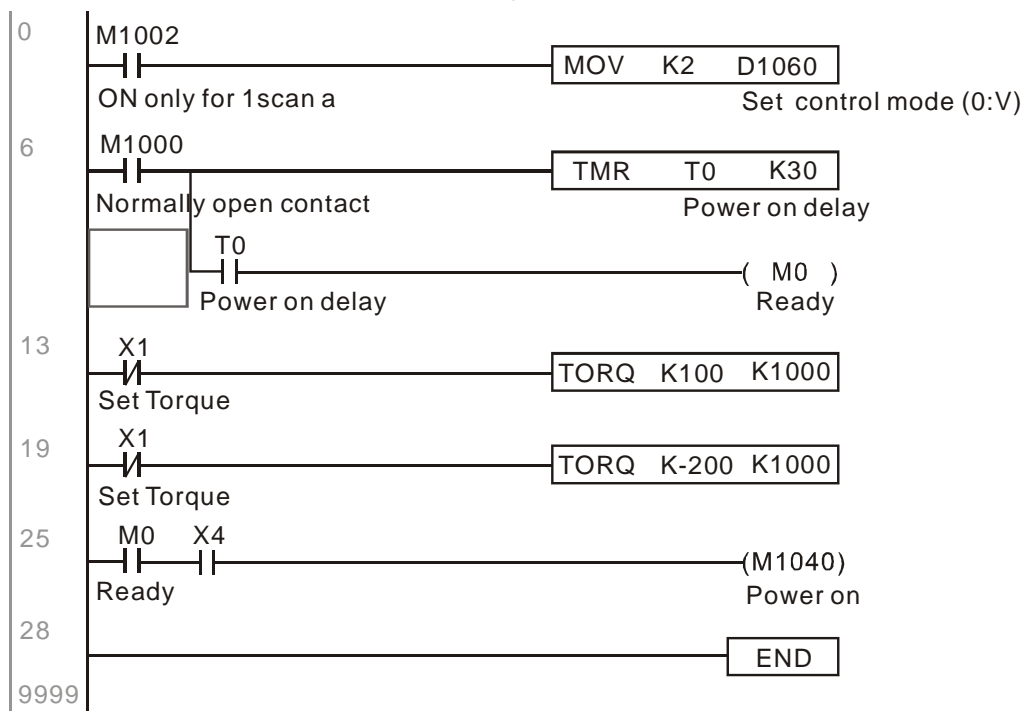 0
M1002
MOV K2 D1060
ON only for 1scan a
Set control mode (0:V)
6
M1000
TMR T0 K30
Normally open contact
Power on delay
T0
( M0 )
Power on delay
Ready
13
X1
TORQ K100 K1000
Set Torque
19
X1
TORQ K-200 K1000
Set Torque
25
M0 X4
(M1040)
Ready
Power on
28
END
9999